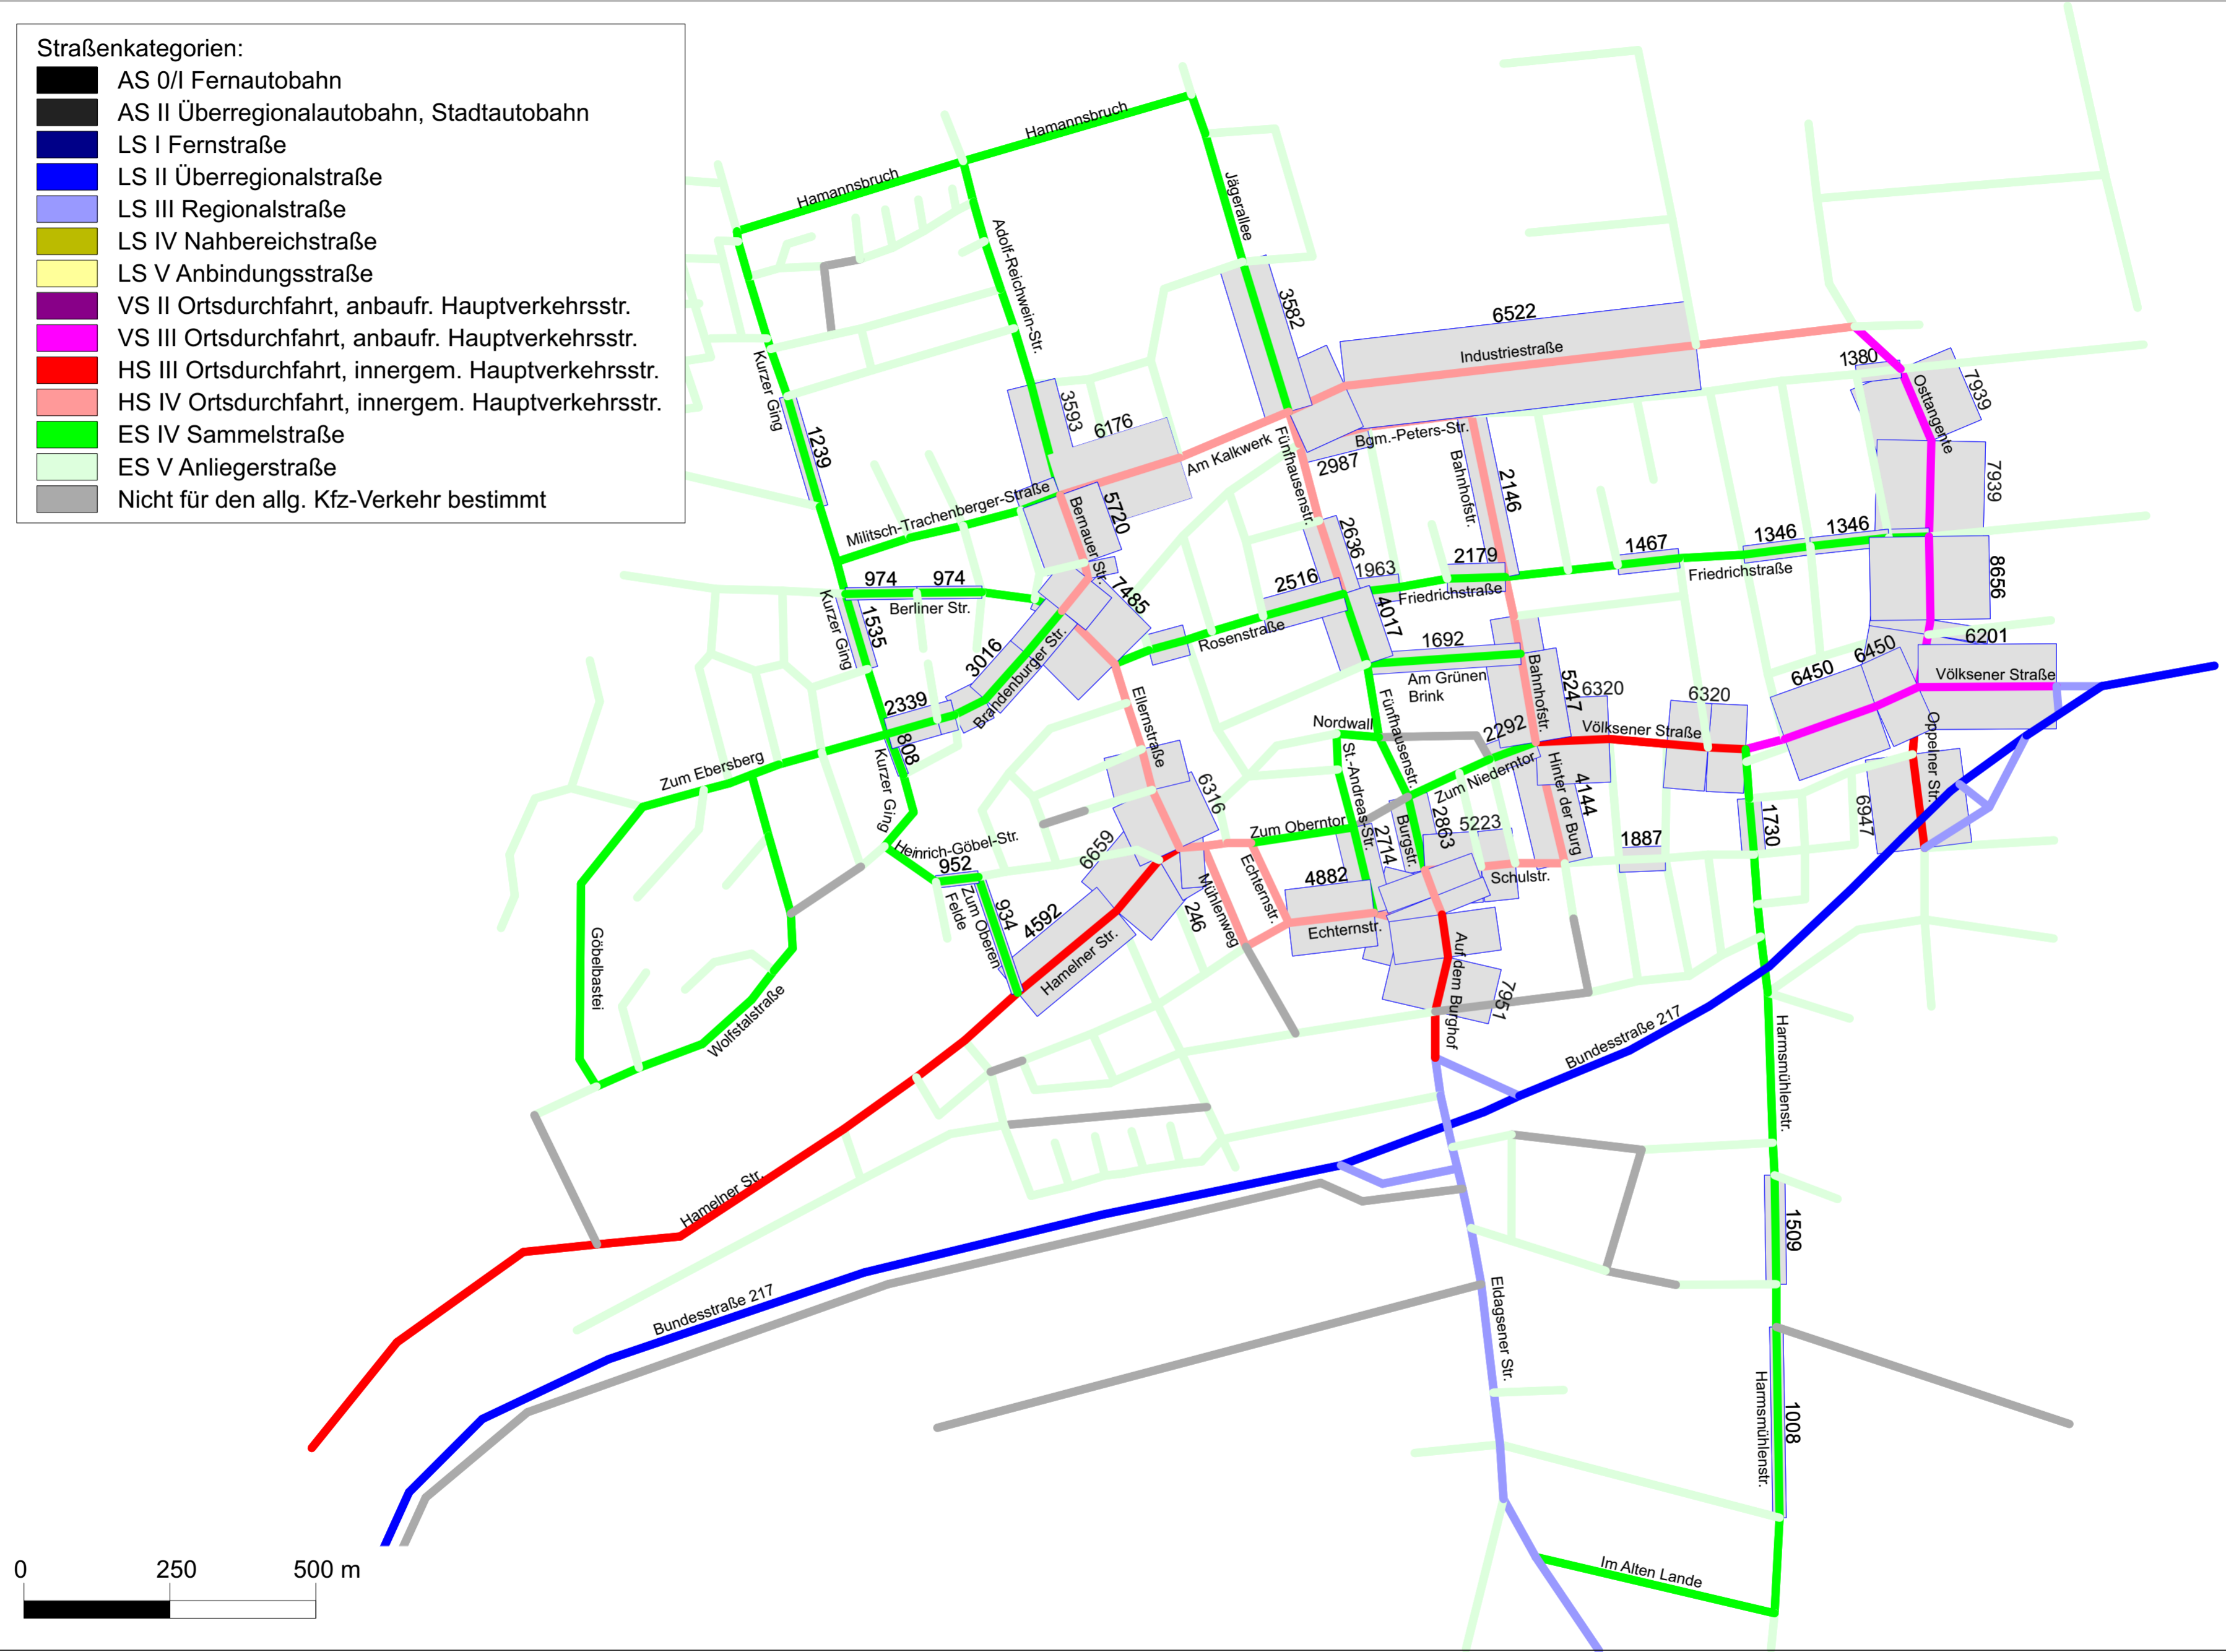 Straßenkategorien:
AS 0/I Fernautobahn
AS II Überregionalautobahn, Stadtautobahn
LS I Fernstraße
LS II Überregionalstraße
LS III Regionalstraße
LS IV Nahbereichstraße
LS V Anbindungsstraße
VS II Ortsdurchfahrt, anbaufr. Hauptverkehrsstr.
VS III Ortsdurchfahrt, anbaufr. Hauptverkehrsstr.
HS III Ortsdurchfahrt, innergem. Hauptverkehrsstr.
HS IV Ortsdurchfahrt, innergem. Hauptverkehrsstr.
ES IV Sammelstraße
ES V Anliegerstraße
Nicht für den allg. Kfz-Verkehr bestimmt
Hamannsbruch
Hamannsbruch
Jägerallee
Adolf-Reichwein-Str.
3582
6522
Industriestraße
Kurzer Ging
1239
3593
6176
Am Kalkwerk
Fünfhausenstr.
Bgm.-Peters-Str.
2987
Bahnhofstr.
2146
1380
Osttangente
7939
7939
Militsch-Trachenberger-Straße
Bernauer Str.
5720
2636
1963
2179
1467
1346
1346
Friedrichstraße
Friedrichstraße
8656
974
974
Berliner Str.
Kurzer Ging
1535
7485
2516
Rosenstraße
4017
1692
Am Grünen
Brink
Bahnhofstr.
5247
6320
6320
6450
6450
6201
Völksener Straße
Völksener Straße
3016
Brandenburger Str.
2339
808
Kurzer Ging
Zum Ebersberg
Ellernstraße
Nordwall
Fünfhausenstr.
2292
Zum Niederntor
Hinter der Burg
4144
Oppelner Str.
6947
St.-Andreas-Str.
Zum Oberntor
2714
Burgstr.
2863
5223
Schulstr.
1887
1730
6316
6659
Heinrich-Göbel-Str.
952
Zum Oberen
Felde
934
4592
Hamelner Str.
246
Mühlenweg
Echternstr.
4882
Echternstr.
Auf dem Burghof
7951
Göbelbastei
Wolfstalstraße
Bundesstraße 217
Harmsmühlenstr.
Hamelner Str.
1509
Bundesstraße 217
Eldagsener Str.
Harmsmühlenstr.
1008
Im Alten Lande
0 250 500 m